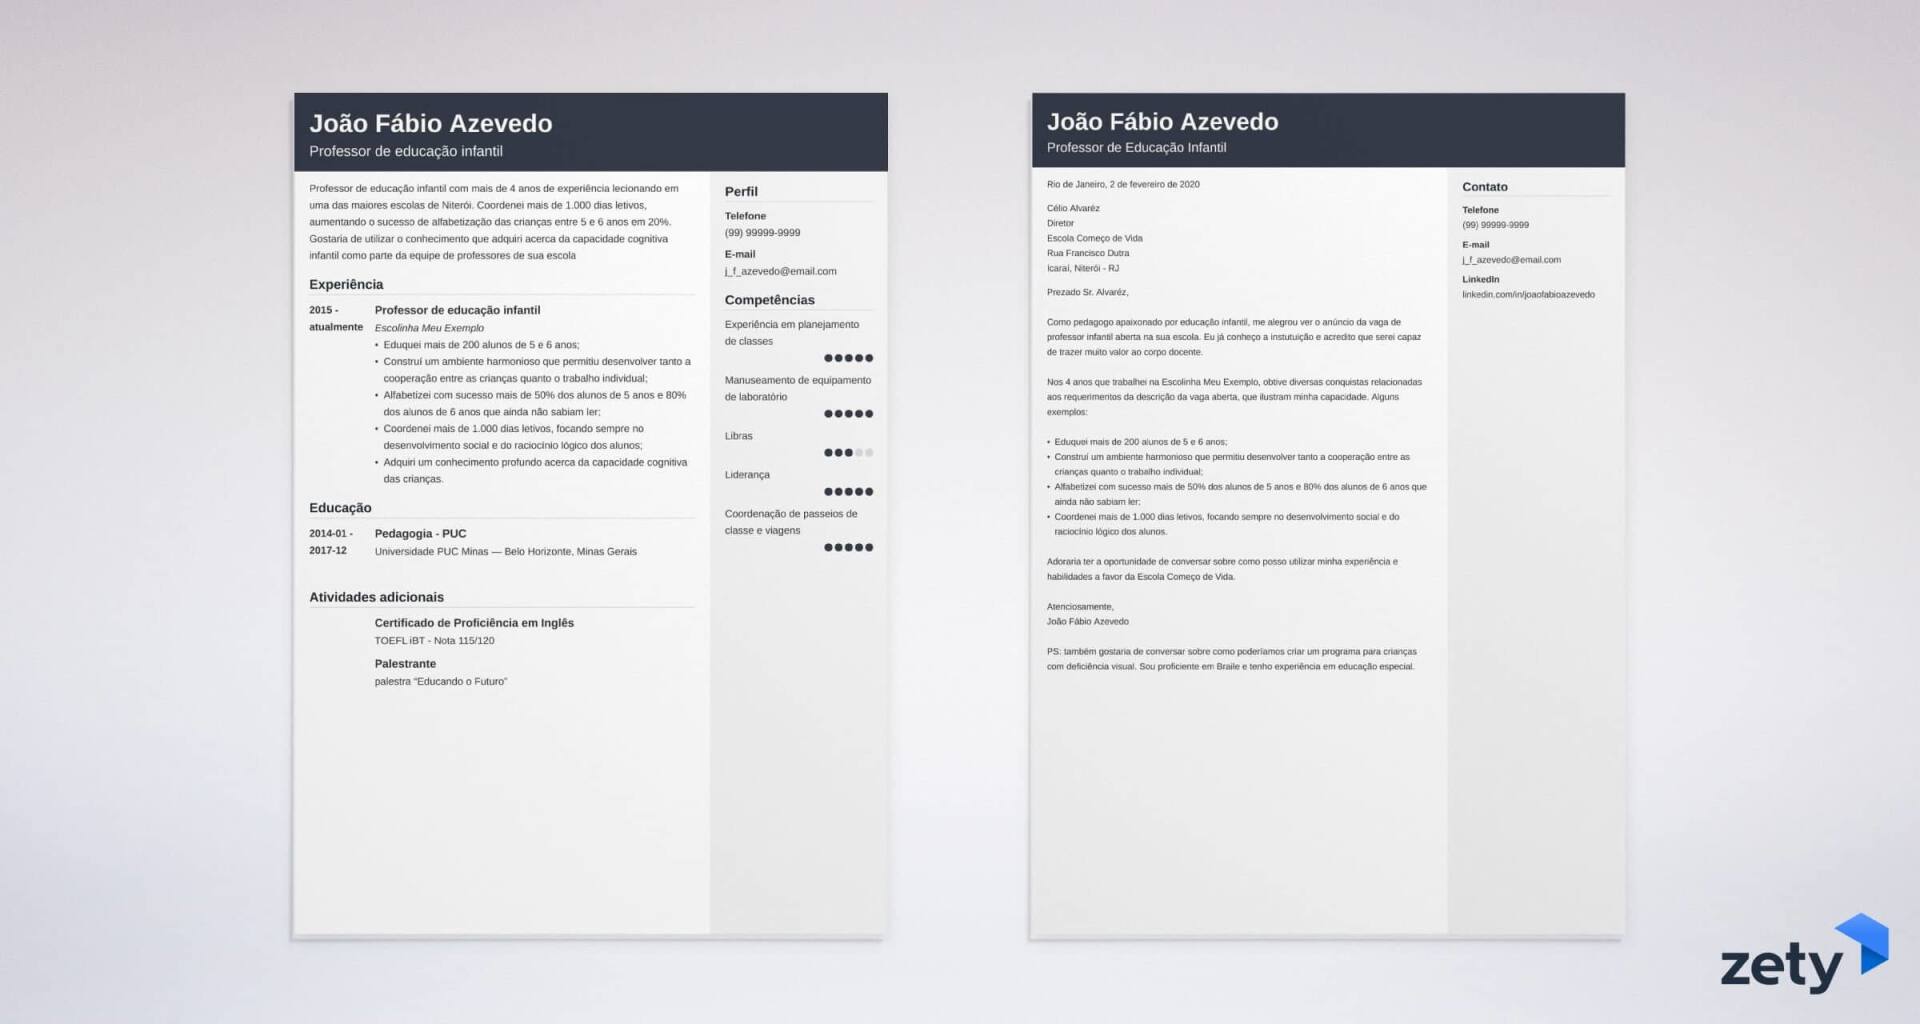 João Fábio Azevedo
Professor de educação infantil
Professor de educação infantil com mais de 4 anos de experiência lecionando em
uma das maiores escolas de Niterói. Coordenei mais de 1.000 dias letivos,
aumentando o sucesso de alfabetização das crianças entre 5 e 6 anos em 20%.
Gostaria de utilizar o conhecimento que adquiri acerca da capacidade cognitiva
infantil como parte da equipe de professores de sua escola
Experiência
2015 -
atualmente
Professor de educação infantil
Escolinha Meu Exemplo
• Eduquei mais de 200 alunos de 5 e 6 anos;
• Construí um ambiente harmonioso que permitiu desenvolver tanto a
cooperação entre as crianças quanto o trabalho individual;
• Alfabetizei com sucesso mais de 50% dos alunos de 5 anos e 80%
dos alunos de 6 anos que ainda não sabiam ler;
• Coordenei mais de 1.000 dias letivos, focando sempre no
desenvolvimento social e do raciocínio lógico dos alunos;
• Adquiri um conhecimento profundo acerca da capacidade cognitiva
das crianças.
Educação
2014-01 -
2017-12
Pedagogia - PUC
Universidade PUC Minas — Belo Horizonte, Minas Gerais
Atividades adicionais
Certificado de Proficiência em Inglês
TOEFL iBT - Nota 115/120
Palestrante
palestra “Educando o Futuro”
Perfil
Telefone
(99) 99999-9999
E-mail
j_f_azevedo@email.com
Competências
Experiência em planejamento
de classes
Manuseamento de equipamento
de laboratório
Libras
Liderança
Coordenação de passeios de
classe e viagens
João Fábio Azevedo
Professor de Educação Infantil
Rio de Janeiro, 2 de fevereiro de 2020
Célio Alvaréz
Diretor
Escola Começo de Vida
Rua Francisco Dutra
Icaraí, Niterói - RJ
Prezado Sr. Alvaréz,
Como pedagogo apaixonado por educação infantil, me alegrou ver o anúncio da vaga de
professor infantil aberta na sua escola. Eu já conheço a instutuição e acredito que serei capaz
de trazer muito valor ao corpo docente.
Nos 4 anos que trabalhei na Escolinha Meu Exemplo, obtive diversas conquistas relacionadas
aos requerimentos da descrição da vaga aberta, que ilustram minha capacidade. Alguns
exemplos:
• Eduquei mais de 200 alunos de 5 e 6 anos;
• Construí um ambiente harmonioso que permitiu desenvolver tanto a cooperação entre as
crianças quanto o trabalho individual;
• Alfabetizei com sucesso mais de 50% dos alunos de 5 anos e 80% dos alunos de 6 anos que
ainda não sabiam ler;
• Coordenei mais de 1.000 dias letivos, focando sempre no desenvolvimento social e do
raciocínio lógico dos alunos.
Adoraria ter a oportunidade de conversar sobre como posso utilizar minha experiência e
habilidades a favor da Escola Começo de Vida.
Atenciosamente,
João Fábio Azevedo
PS: também gostaria de conversar sobre como poderíamos criar um programa para crianças
com deficiência visual. Sou proficiente em Braile e tenho experiência em educação especial.
Contato
Telefone
(99) 99999-9999
E-mail
j_f_azevedo@email.com
LinkedIn
linkedin.com/in/joaofabioazevedo
zety